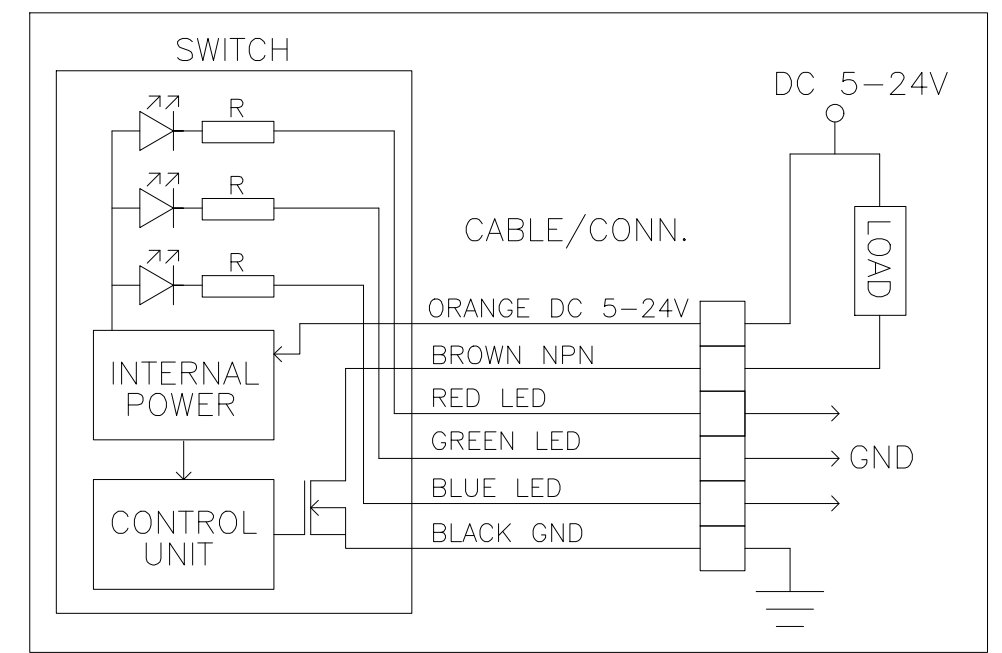 SWITCH
DC 5-24V
R
R
R
CABLE/CONN.
LOAD
ORANGE DC 5-24V
BROWN NPN
RED LED
GREEN LED
BLUE LED
BLACK GND
GND
INTERNAL
POWER
CONTROL
UNIT